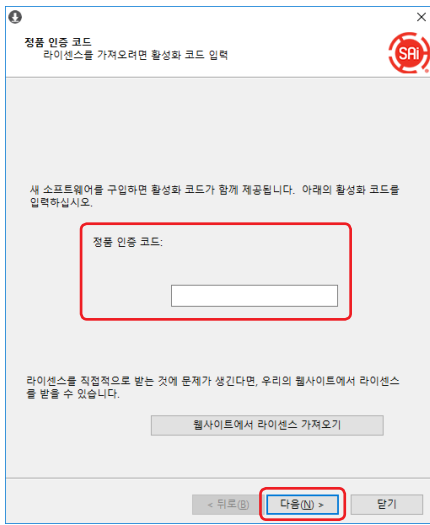 정품 인증 코드
라이센스를 가져오려면 활성화 코드 입력
SAi
새 소프트웨어를 구입하면 활성화 코드가 함께 제공됩니다. 아래의 활성화 코드를
입력하십시오.
정품 인증 코드:
라이센스를 직접적으로 받는 것에 문제가 생긴다면, 우리의 웹사이트에서 라이센스
를 받을 수 있습니다.
웹사이트에서 라이센스 가져오기
< 뒤로(B) 다음(N) > 닫기